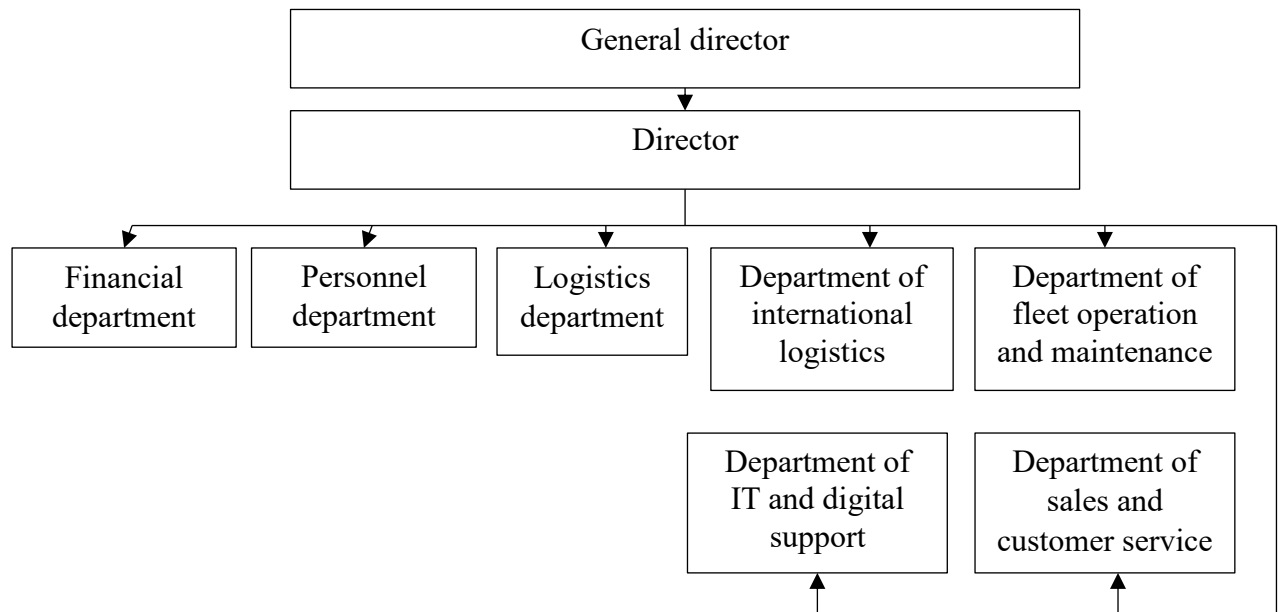 General director
Director
Financial
department
Personnel
department
Logistics
department
Department of
international
logistics
Department of
fleet operation
and maintenance
Department of
IT and digital
support
Department of
sales and
customer service